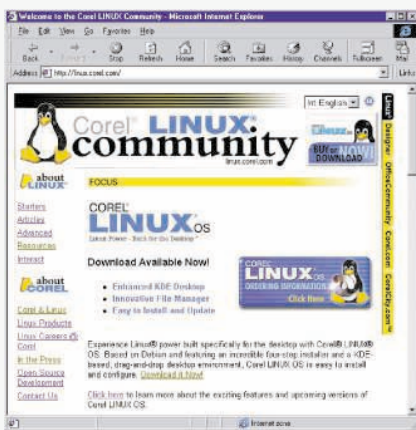 Welcome to the Corel LINUX Community - Microsoft Internet Explorer
File Edit View Go Favorites Help
Back Stop Refresh Home Search Favorites History Channels Fullscreen Mail
Address http://linux.corel.com/ Links
Int English
Corel LINUX
community
linux.corel.com
BUY or NOW!
DOWNLOAD
Linux Designer OfficeCommunity Corel.com CorelCity.com
about
LINUX
FOCUS
Starters
Articles
Advanced
Resources
Interact
COREL
LINUX OS
Linux Power - Built for the Desktop
Download Available Now!
Enhanced KDE Desktop
Innovative File Manager
Easy to Install and Update
COREL
LINUX OS
ORDERING INFORMATION
Click Here
about
COREL
Corel & Linux
Linux Products
Linux Careers @
Corel
In the Press
Open Source
Development
Contact Us
Experience Linux® power built specifically for the desktop with Corel® LINUX®
OS. Based on Debian and featuring an incredible four-step installer and a KDE-
based, drag-and-drop desktop environment, Corel LINUX OS is easy to install
and configure. Download it Now!
Click here to learn more about the exciting features and upcoming versions of
Corel LINUX OS.
Internet zone